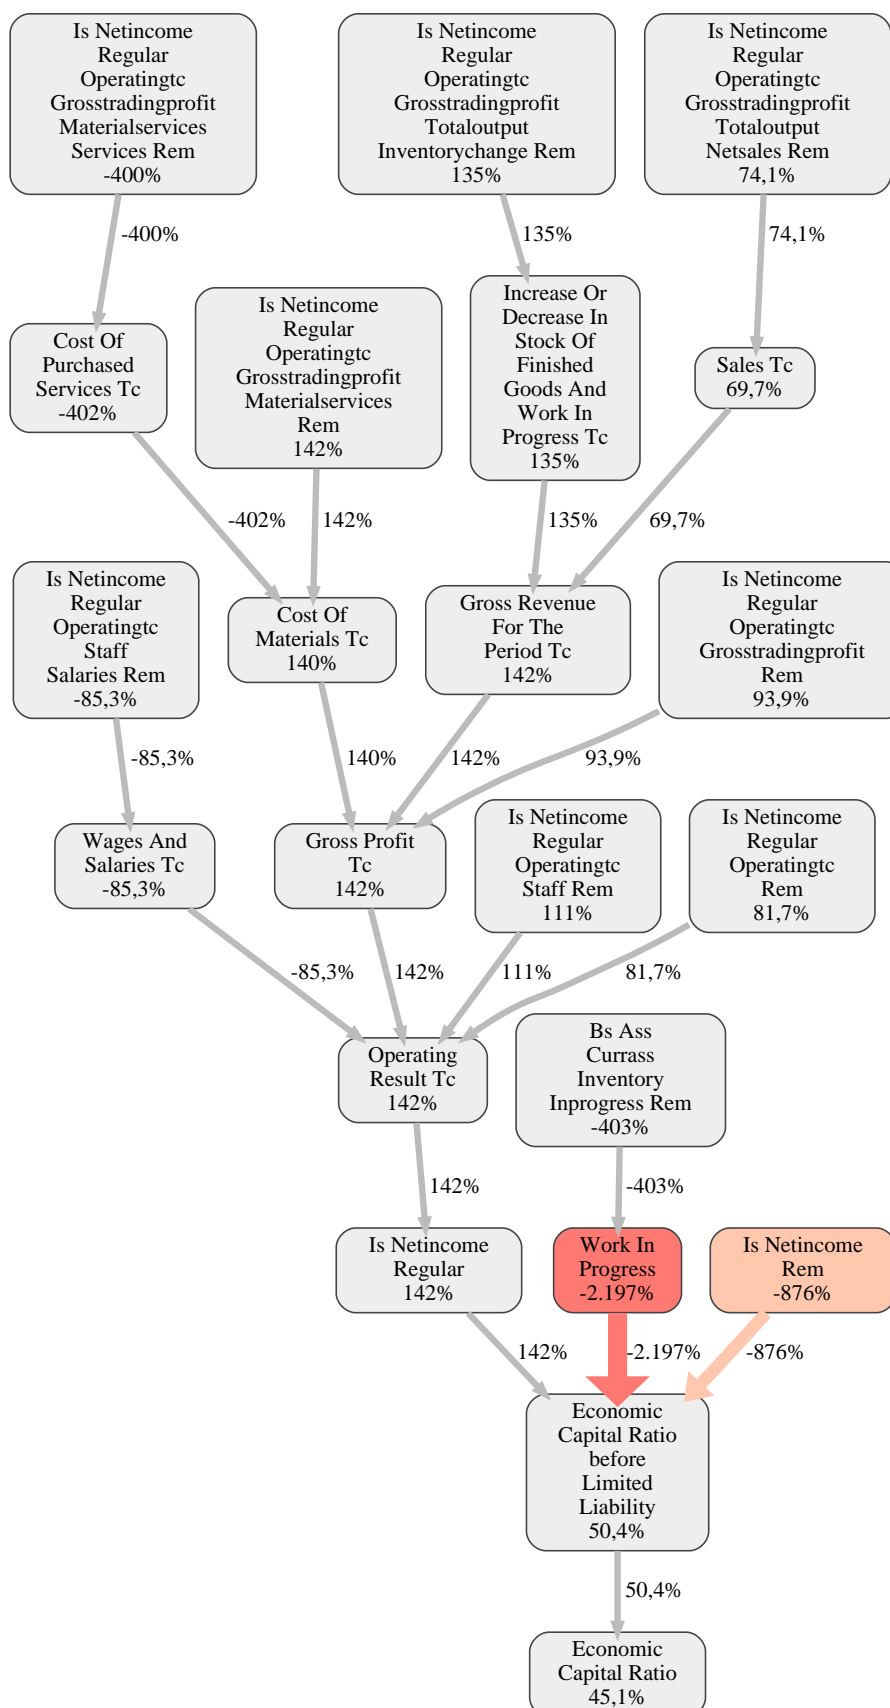 Is Netincome
Regular
Operatingtc
Grosstradingprofit
Materialservices
Services Rem
-400%
Is Netincome
Regular
Operatingtc
Grosstradingprofit
Totaloutput
Inventorychange Rem
135%
Is Netincome
Regular
Operatingtc
Grosstradingprofit
Totaloutput
Netsales Rem
74,1%
-400%
135%
74,1%
Cost Of
Purchased
Services Tc
-402%
Is Netincome
Regular
Operatingtc
Grosstradingprofit
Materialservices
Rem
142%
Increase Or
Decrease In
Stock Of
Finished
Goods And
Work In
Progress Tc
135%
Sales Tc
69,7%
-402%
142%
135%
69,7%
Is Netincome
Regular
Operatingtc
Staff
Salaries Rem
-85,3%
Cost Of
Materials Tc
140%
Gross Revenue
For The
Period Tc
142%
Is Netincome
Regular
Operatingtc
Grosstradingprofit
Rem
93,9%
-85,3%
140%
142%
93,9%
Wages And
Salaries Tc
-85,3%
Gross Profit
Tc
142%
Is Netincome
Regular
Operatingtc
Staff Rem
111%
Is Netincome
Regular
Operatingtc
Rem
81,7%
-85,3%
142%
111%
81,7%
Operating
Result Tc
142%
Bs Ass
Currass
Inventory
Inprogress Rem
-403%
142%
-403%
Is Netincome
Regular
142%
Work In
Progress
-2.197%
Is Netincome
Rem
-876%
142%
-2.197%
-876%
Economic
Capital Ratio
before
Limited
Liability
50,4%
50,4%
Economic
Capital Ratio
45,1%